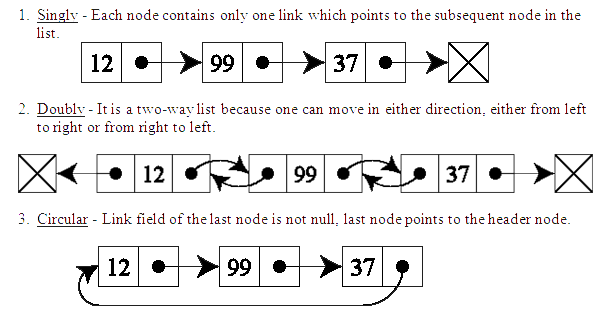 1. Singly - Each node contains only one link which points to the subsequent node in the
list.
12 99 37
2. Doubly - It is a two-way list because one can move in either direction, either from left
to right or from right to left.
12 99 37
3. Circular - Link field of the last node is not null, last node points to the header node.
12 99 37